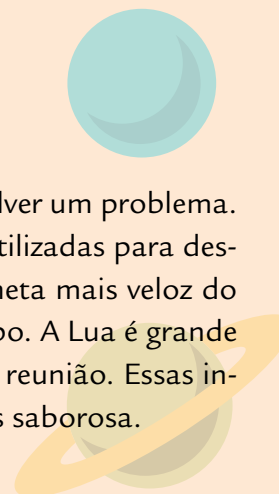 lver um problema.
tilizadas para des-
neta mais veloz do
po. A Lua é grande
reunião. Essas in-
s saborosa.